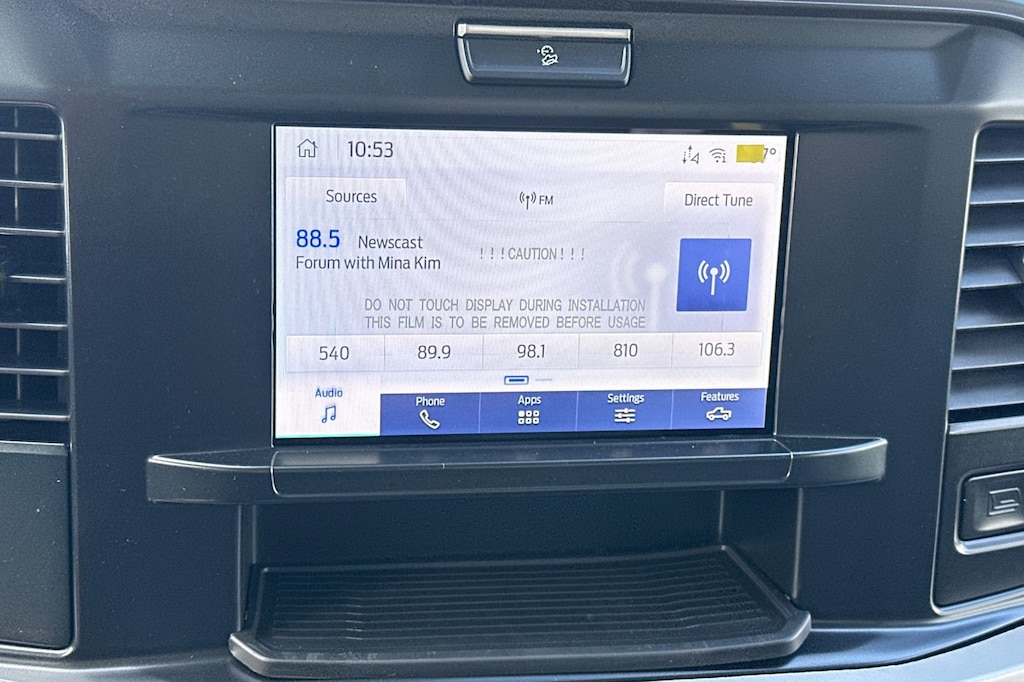 10:53
7°
Sources
FM
Direct Tune
88.5 Newscast
! ! ! CAUTION ! ! !
Forum with Mina Kim
DO NOT TOUCH DISPLAY DURING INSTALLATION
THIS FILM IS TO BE REMOVED BEFORE USAGE
540 89.9 98.1 810 106.3
Audio Phone Apps Settings Features